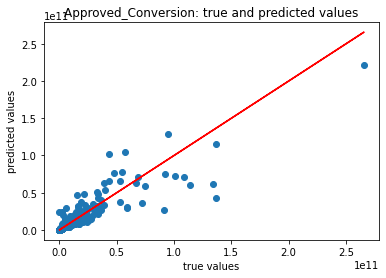 1e11
Approved_Conversion: true and predicted values
2.5
2.0
1.5
1.0
0.5
0.0
predicted values
0.0 0.5 1.0 1.5 2.0 2.5
true values
1e11